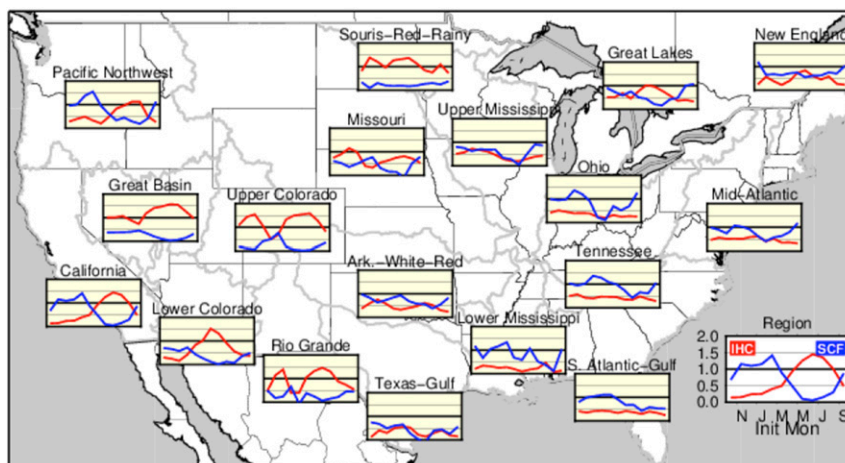 Souris-Red-Rainy
New England
Great Lakes
Pacific Northwest
Upper Mississippi
Missouri
Ohio
Great Basin
Upper Colorado
Mid-Atlantic
Tennessee
California
Ark.-White-Red
Lower Colorado
Lower Mississippi
Region
Rio Grande
2.0
IHC
SCF
1.5
S. Atlantic-Gulf
1.0
Texas-Gulf
0.5
0.0
N J M M J S
Init Mon